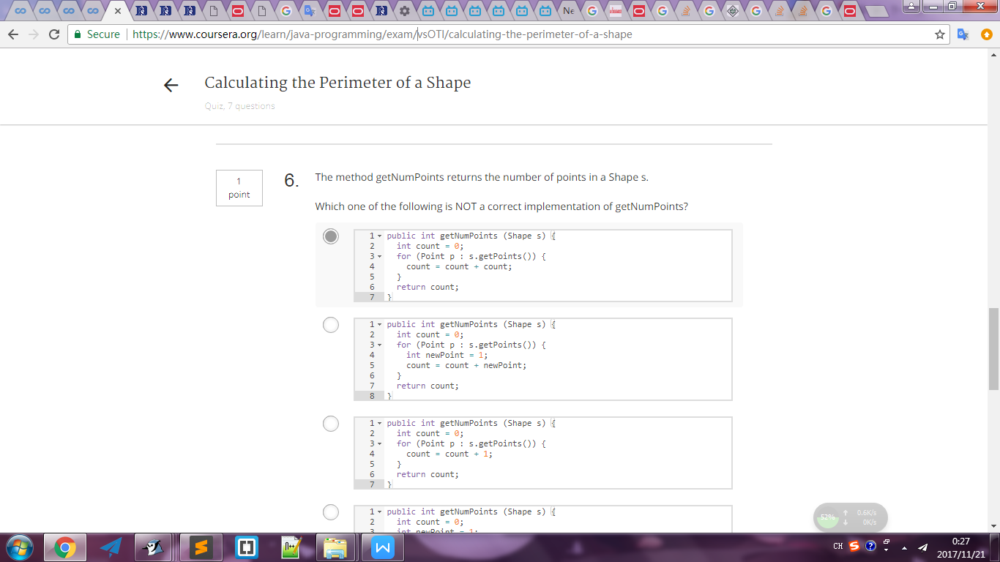 Ne
Secure https://www.coursera.org/learn/java-programming/exam/vsOTl/calculating-the-perimeter-of-a-shape
Calculating the Perimeter of a Shape
Quiz, 7 questions
1
point
6.
The method getNumPoints returns the number of points in a Shape s.
Which one of the following is NOT a correct implementation of getNumPoints?
1 public int getNumPoints (Shape s) {
2 int count = 0;
3 for (Point p : s.getPoints()) {
4 count = count + count;
5 }
6 return count;
7 }
1 public int getNumPoints (Shape s) {
2 int count = 0;
3 for (Point p : s.getPoints()) {
4 int newPoint = 1;
5 count = count + newPoint;
6 }
7 return count;
8 }
1 public int getNumPoints (Shape s) {
2 int count = 0;
3 for (Point p : s.getPoints()) {
4 count = count + 1;
5 }
6 return count;
7 }
1 public int getNumPoints (Shape s) {
2 int count = 0;
3 int newPoint = 1;
52% 0.6K/s
0K/s
CH
0:27
2017/11/21